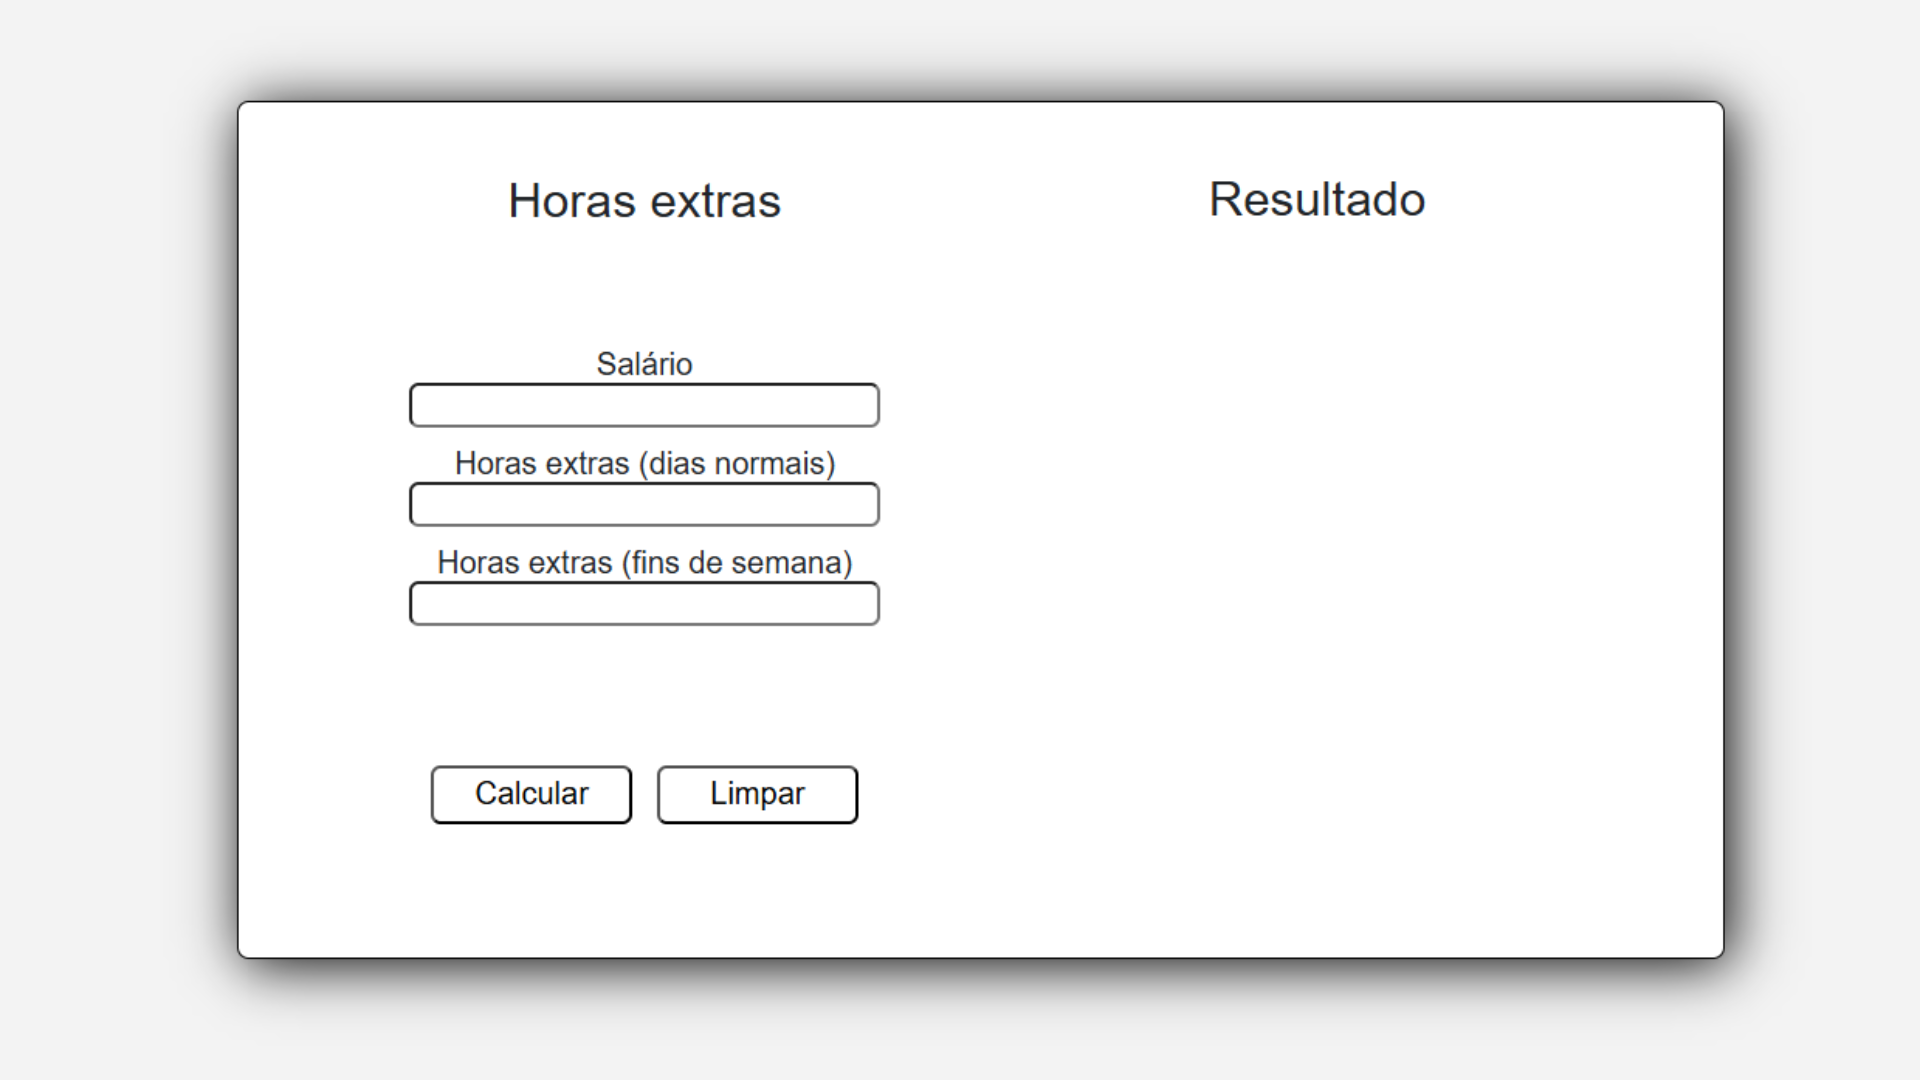 Horas extras
Resultado
Salário
Horas extras (dias normais)
Horas extras (fins de semana)
Calcular
Limpar